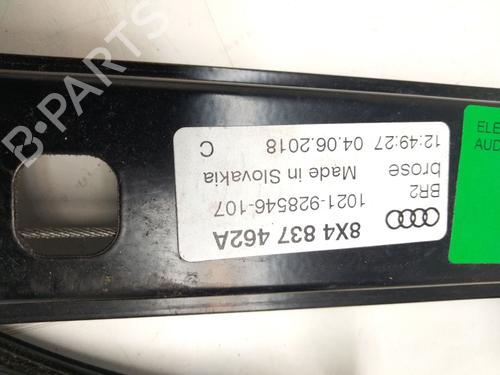 8X4 837 462A
1021-928546-107
BR2
brose Made in Slovakia
12:49:27 04.06.2018 C
ELE
AUD
B-PARTS